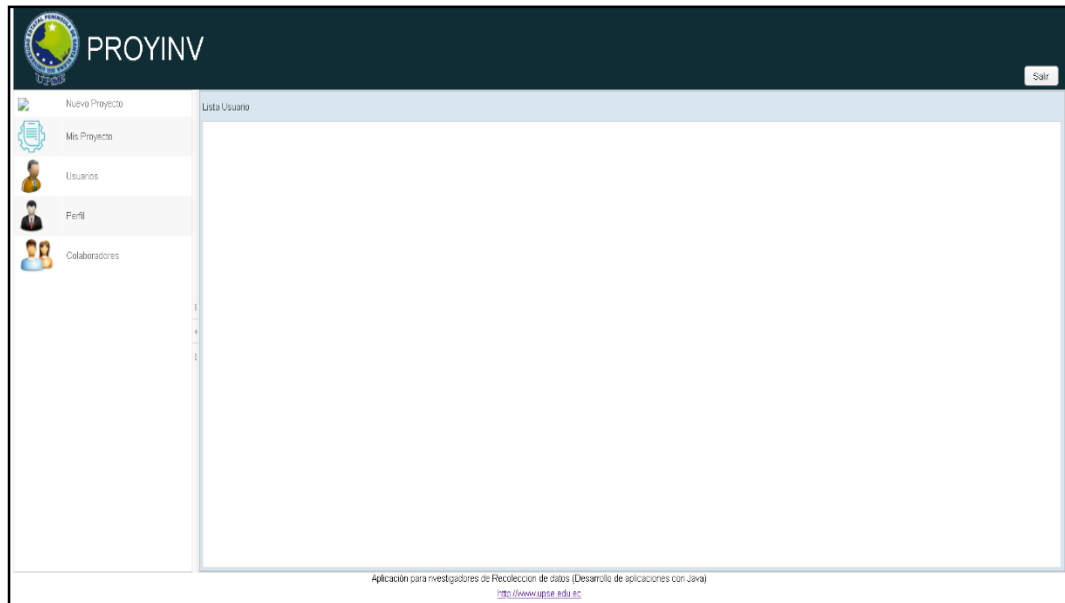 PROYINV
UPSE
Salir
Nuevo Proyecto
Lista Usuario
Mis Proyecto
Usuarios
Perfil
Colaboradores
Aplicación para nvestigadores de Recoleccion de datos (Desarrollo de aplicaciones con Java)
http://www.upse.edu.ec